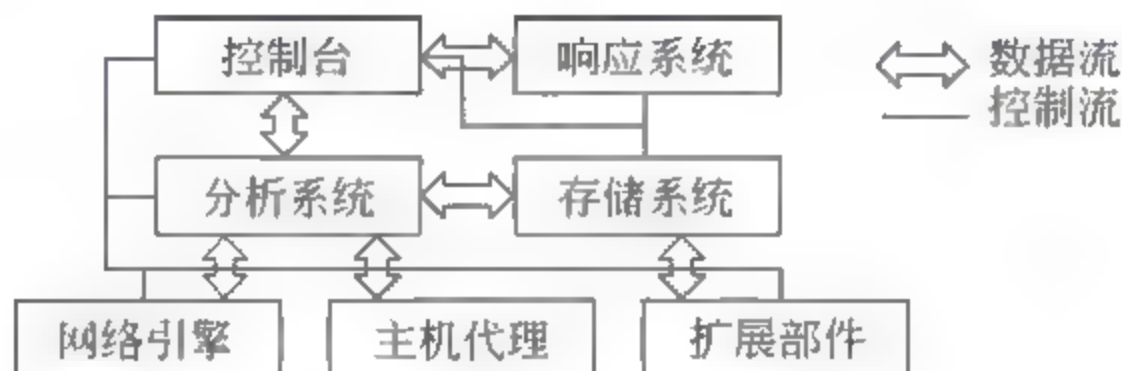 控制台
响应系统
数据流
控制流
分析系统
存储系统
网络引擎
主机代理
扩展部件